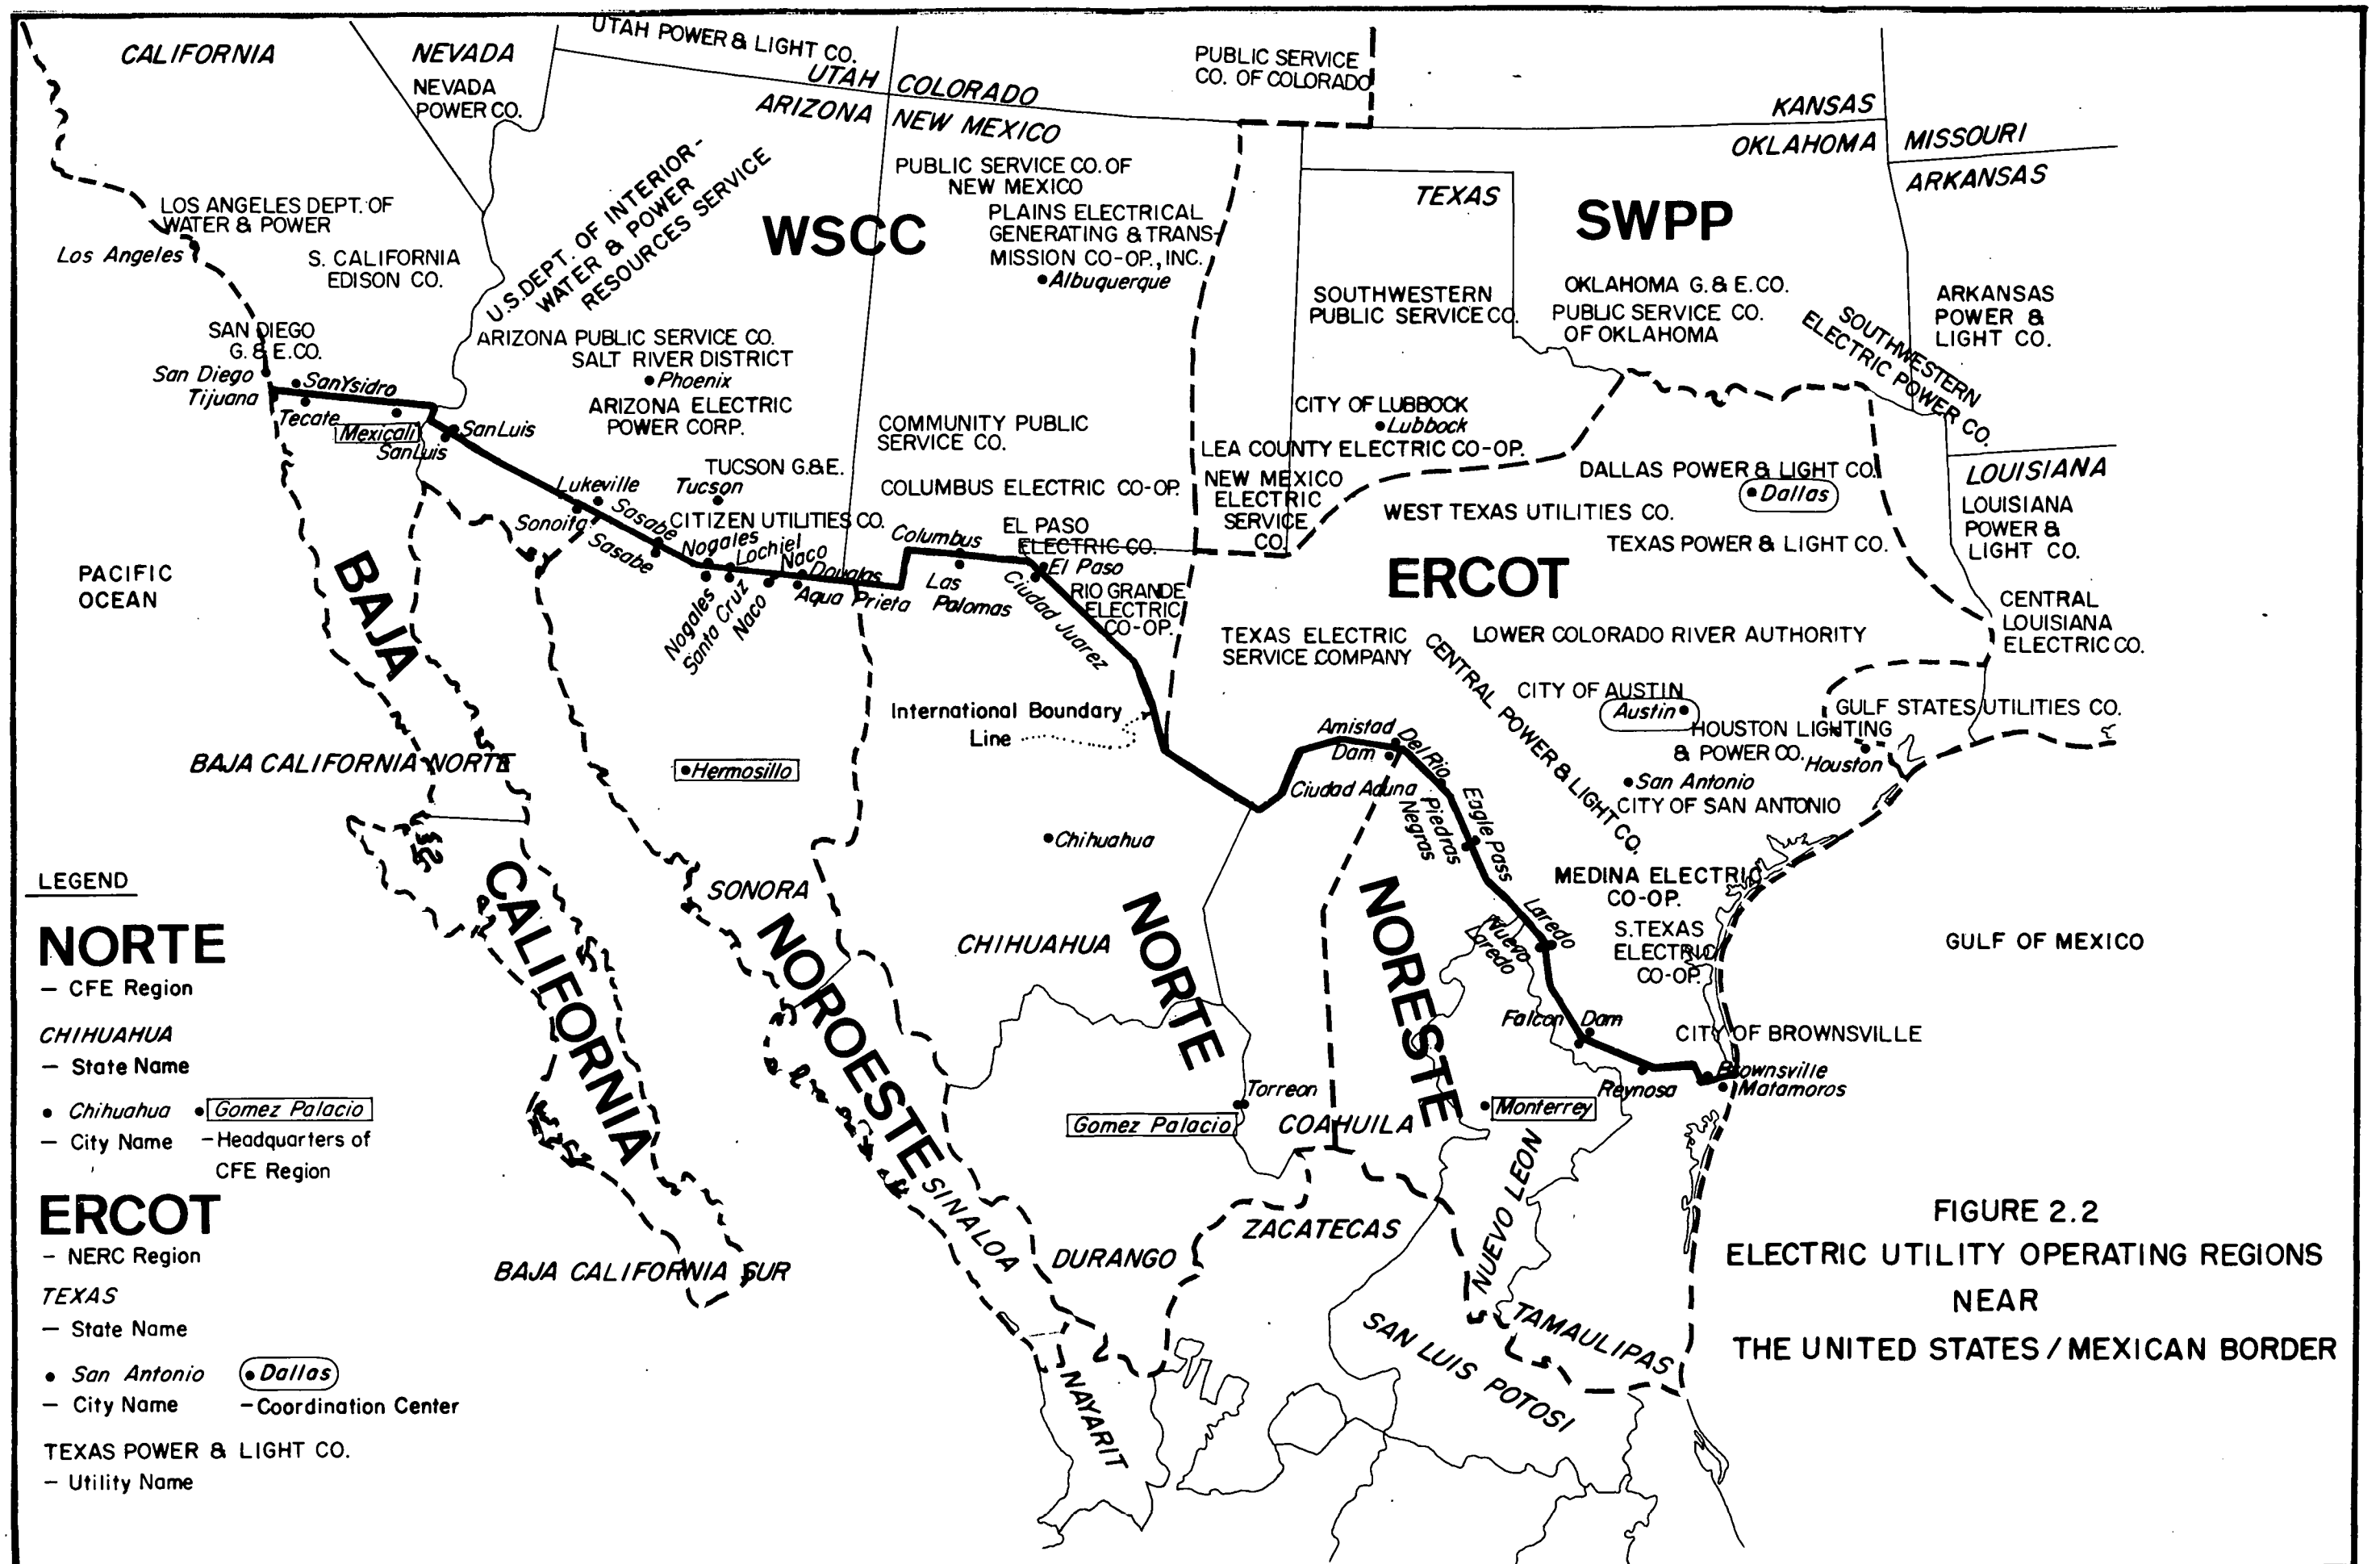 CALIFORNIA
NEVADA
NEVADA
POWER CO.
UTAH POWER & LIGHT CO.
UTAH
COLORADO
ARIZONA
NEW MEXICO
PUBLIC SERVICE
CO. OF COLORADO
KANSAS
OKLAHOMA
MISSOURI
ARKANSAS
TEXAS
LOS ANGELES DEPT. OF
WATER & POWER
Los Angeles
S. CALIFORNIA
EDISON CO.
U.S. DEPT. OF INTERIOR-
WATER & POWER
RESOURCES SERVICE
WSCC
PUBLIC SERVICE CO. OF
NEW MEXICO
PLAINS ELECTRICAL
GENERATING & TRANS-
MISSION CO-OP., INC.
Albuquerque
SWPP
SOUTHWESTERN
PUBLIC SERVICE CO.
OKLAHOMA G. & E. CO.
PUBLIC SERVICE CO.
OF OKLAHOMA
SOUTHWESTERN
ELECTRIC POWER CO.
ARKANSAS
POWER &
LIGHT CO.
SAN DIEGO
G. & E. CO.
San Diego
Tijuana
San Ysidro
Tecate
Mexicali
San Luis
San Luis
ARIZONA PUBLIC SERVICE CO.
SALT RIVER DISTRICT
Phoenix
ARIZONA ELECTRIC
POWER CORP.
TUCSON G.& E.
Tucson
CITIZEN UTILITIES CO.
COMMUNITY PUBLIC
SERVICE CO.
COLUMBUS ELECTRIC CO-OP.
CITY OF LUBBOCK
Lubbock
LEA COUNTY ELECTRIC CO-OP.
NEW MEXICO
ELECTRIC
SERVICE
CO.
DALLAS POWER & LIGHT CO.
Dallas
WEST TEXAS UTILITIES CO.
TEXAS POWER & LIGHT CO.
LOUISIANA
LOUISIANA
POWER &
LIGHT CO.
Lukeville
Sonoita
Sasabe
Sasabe
Nogales
Lochiel
Naco
Douglas
Nogales
Santa Cruz
Naco
Aqua Prieta
Columbus
Las
Palomas
EL PASO
ELECTRIC CO.
El Paso
Ciudad Juarez
RIO GRANDE
ELECTRIC
CO-OP.
ERCOT
PACIFIC
OCEAN
BAJA
TEXAS ELECTRIC
SERVICE COMPANY
LOWER COLORADO RIVER AUTHORITY
CENTRAL POWER & LIGHT CO.
CENTRAL
LOUISIANA
ELECTRIC CO.
CITY OF AUSTIN
Austin
GULF STATES UTILITIES CO.
HOUSTON LIGHTING
& POWER CO.
Houston
San Antonio
CITY OF SAN ANTONIO
International Boundary
Line
BAJA CALIFORNIA NORTE
Hermosillo
Amistad
Dam
Del Rio
Ciudad Acuna
Piedras
Negras
Eagle Pass
Chihuahua
SONORA
CHIHUAHUA
CALIFORNIA
NOROESTE
NORTE
NORESTE
MEDINA ELECTRIC
CO-OP.
S. TEXAS
ELECTRIC
CO-OP.
Laredo
Nuevo
Laredo
GULF OF MEXICO
Falcon Dam
CITY OF BROWNSVILLE
Brownsville
Matamoros
Reynosa
Torreon
Gomez Palacio
COAHUILA
Monterrey
NUEVO LEON
SINALOA
DURANGO
ZACATECAS
BAJA CALIFORNIA SUR
NAYARIT
SAN LUIS POTOSI
TAMAULIPAS
LEGEND
NORTE
— CFE Region
CHIHUAHUA
— State Name
Chihuahua
— City Name
Gomez Palacio
— Headquarters of
CFE Region
ERCOT
— NERC Region
TEXAS
— State Name
San Antonio
— City Name
Dallas
— Coordination Center
TEXAS POWER & LIGHT CO.
— Utility Name
FIGURE 2.2
ELECTRIC UTILITY OPERATING REGIONS
NEAR
THE UNITED STATES / MEXICAN BORDER